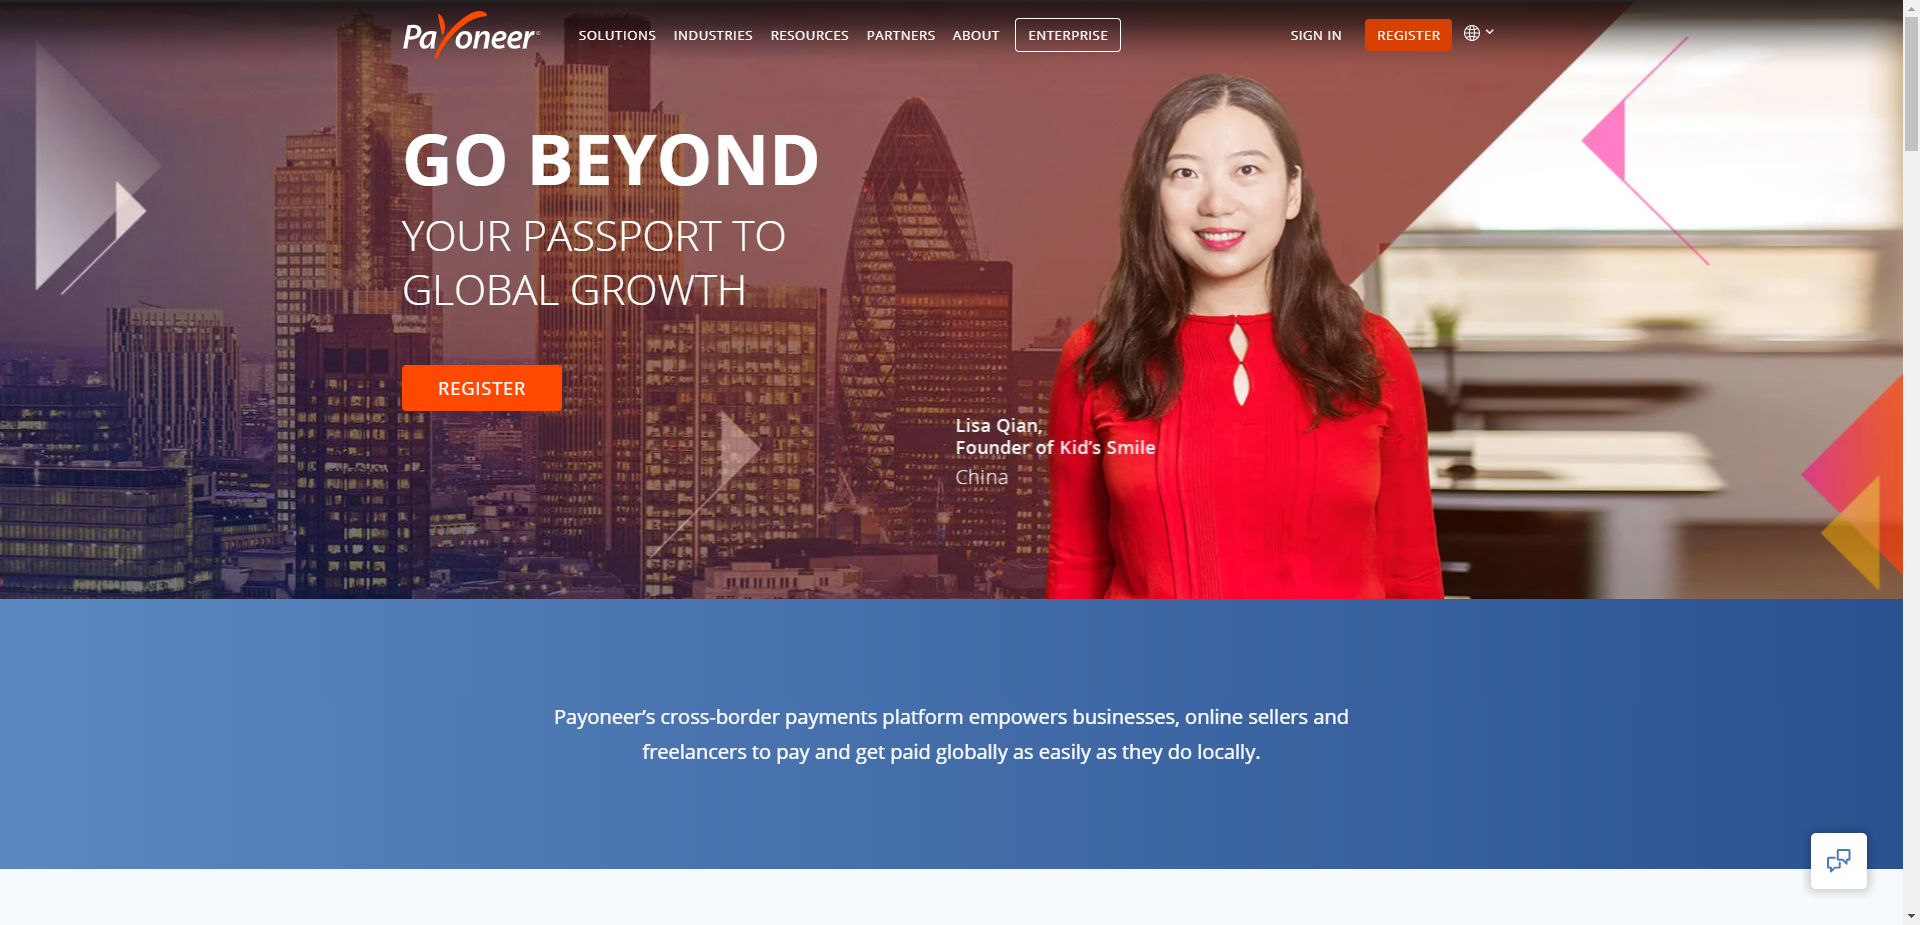 Payoneer
SOLUTIONS
INDUSTRIES
RESOURCES
PARTNERS
ABOUT
ENTERPRISE
SIGN IN
REGISTER
GO BEYOND
YOUR PASSPORT TO
GLOBAL GROWTH
REGISTER
Lisa Qian,
Founder of Kid’s Smile
China
Payoneer’s cross-border payments platform empowers businesses, online sellers and
freelancers to pay and get paid globally as easily as they do locally.